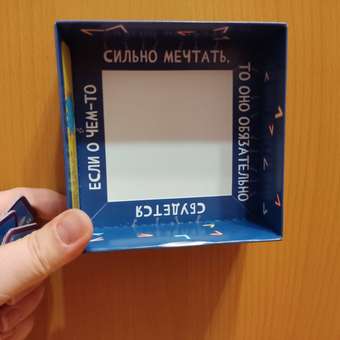 ЕСЛИ О ЧЕМ-ТО
СИЛЬНО МЕЧТАТЬ,
ТО ОНО ОБЯЗАТЕЛЬНО
СБУДЕТСЯ